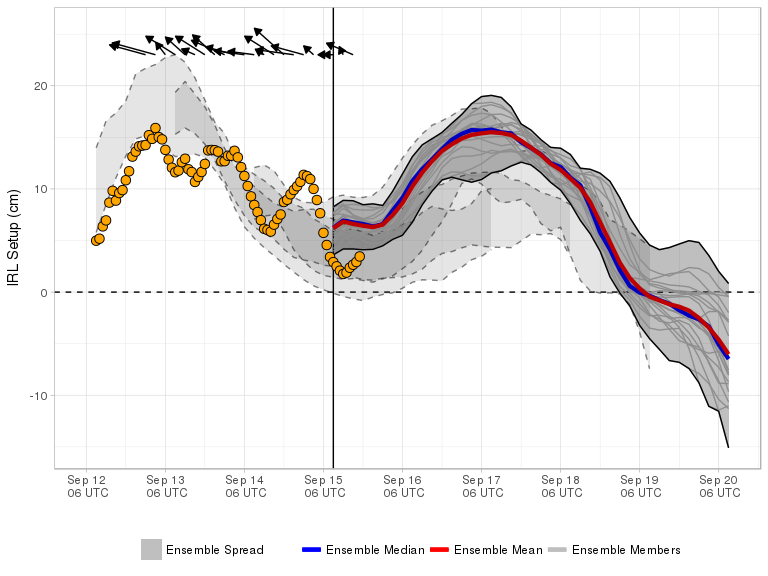 IRL Setup (cm)
20
10
0
-10
Sep 12
06 UTC
Sep 13
06 UTC
Sep 14
06 UTC
Sep 15
06 UTC
Sep 16
06 UTC
Sep 17
06 UTC
Sep 18
06 UTC
Sep 19
06 UTC
Sep 20
06 UTC
Ensemble Spread
Ensemble Median
Ensemble Mean
Ensemble Members